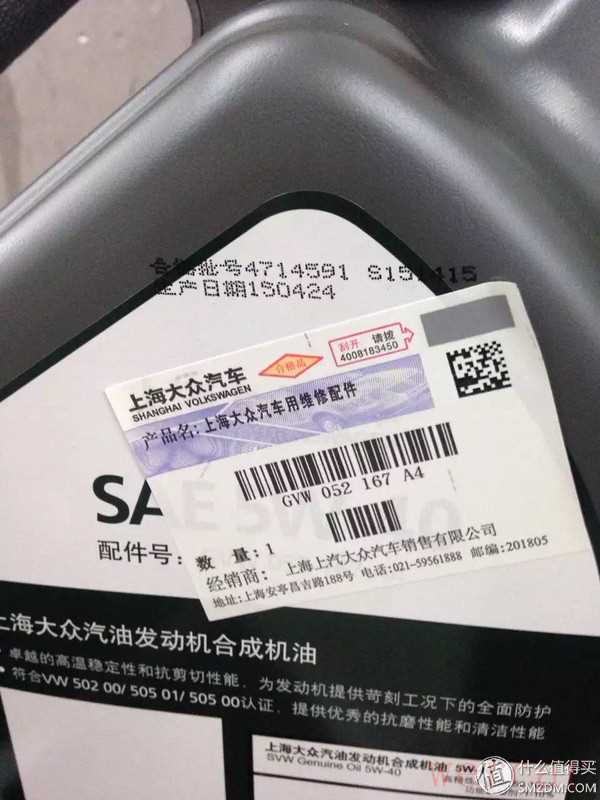 合格批号4714591 S151415
生产日期150424
上海大众汽车
SHANGHAI VOLKSWAGEN
合格品
刮开 请拨
4008183450
产品名: 上海大众汽车用维修配件
GVW 052 167 A4
数 量: 1
经销商: 上海上汽大众汽车销售有限公司
地址: 上海安亭昌吉路188号 电话: 021-59561888 邮编: 201805
SAE 5W-40
配件号:
上海大众汽油发动机合成机油
卓越的高温稳定性和抗剪切性能, 为发动机提供苛刻工况下的全面防护
符合VW 502 00/ 505 01/ 505 00认证, 提供优秀的抗磨性能和清洁性能
上海大众汽油发动机合成机油 5W
SVW Genuine Oil 5W-40
值 什么值得买
SMZDM.COM